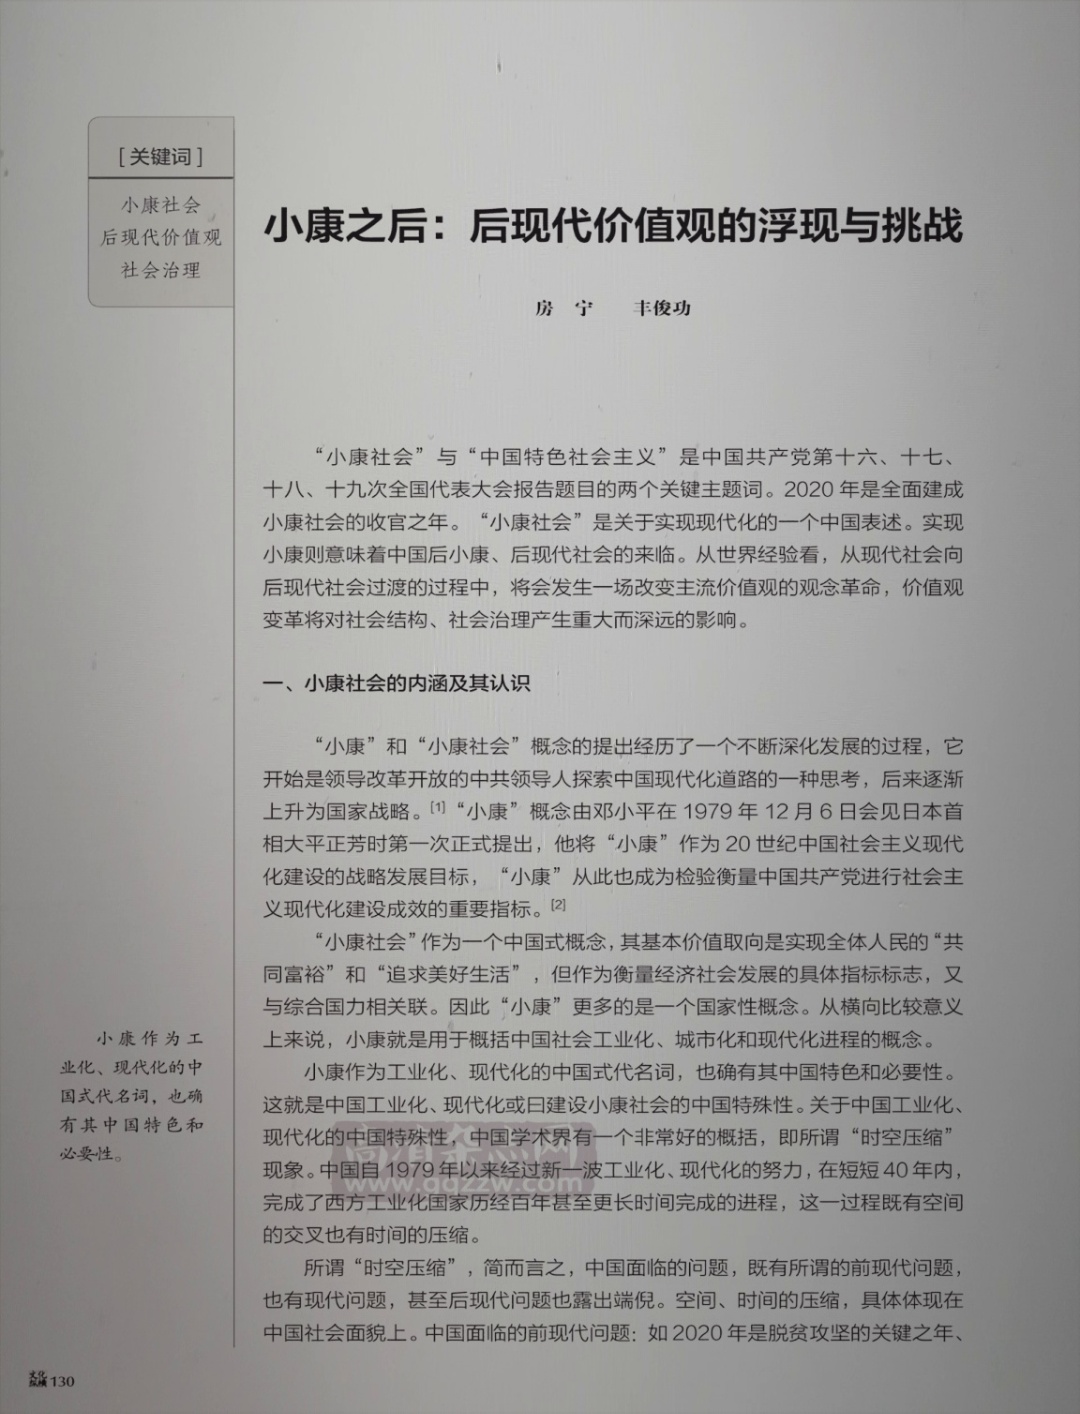 [关键词]
小康社会
后现代价值观
社会治理
小康之后：后现代价值观的浮现与挑战
房 宁 丰俊功
“小康社会”与“中国特色社会主义”是中国共产党第十六、十七、
十八、十九次全国代表大会报告题目的两个关键主题词。2020 年是全面建成
小康社会的收官之年。“小康社会”是关于实现现代化的一个中国表述。实现
小康则意味着中国后小康、后现代社会的来临。从世界经验看，从现代社会向
后现代社会过渡的过程中，将会发生一场改变主流价值观的观念革命，价值观
变革将对社会结构、社会治理产生重大而深远的影响。
一、小康社会的内涵及其认识
“小康”和“小康社会”概念的提出经历了一个不断深化发展的过程，它
开始是领导改革开放的中共领导人探索中国现代化道路的一种思考，后来逐渐
上升为国家战略。[1]“小康”概念由邓小平在 1979 年 12 月 6 日会见日本首
相大平正芳时第一次正式提出，他将“小康”作为 20 世纪中国社会主义现代
化建设的战略发展目标，“小康”从此也成为检验衡量中国共产党进行社会主
义现代化建设成效的重要指标。[2]
“小康社会”作为一个中国式概念，其基本价值取向是实现全体人民的“共
同富裕”和“追求美好生活”，但作为衡量经济社会发展的具体指标标志，又
与综合国力相关联。因此“小康”更多的是一个国家性概念。从横向比较意义
上来说，小康就是用于概括中国社会工业化、城市化和现代化进程的概念。
小康作为工业化、现代化的中国式代名词，也确有其中国特色和必要性。
这就是中国工业化、现代化或曰建设小康社会的中国特殊性。关于中国工业化、
现代化的中国特殊性，中国学术界有一个非常好的概括，即所谓“时空压缩”
现象。中国自 1979 年以来经过新一波工业化、现代化的努力，在短短 40 年内，
完成了西方工业化国家历经百年甚至更长时间完成的进程，这一过程既有空间
的交叉也有时间的压缩。
所谓“时空压缩”，简而言之，中国面临的问题，既有所谓的前现代问题，
也有现代问题，甚至后现代问题也露出端倪。空间、时间的压缩，具体体现在
中国社会面貌上。中国面临的前现代问题：如 2020 年是脱贫攻坚的关键之年、
小康作为工
业化、现代化的中
国式代名词，也确
有其中国特色和
必要性。
www.qqzzw.com
文化
纵横 130